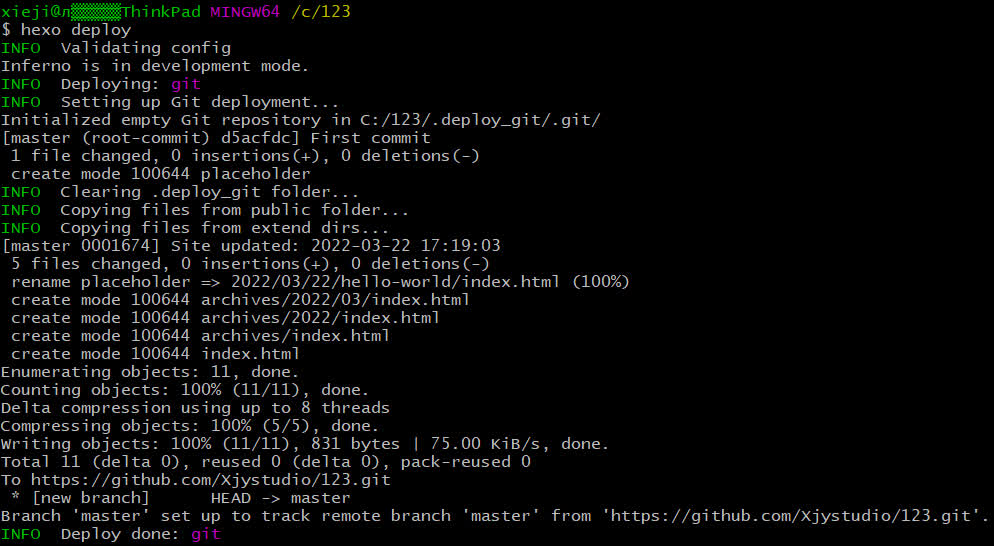 xieji@л▒▒▒▒▒ThinkPad MINGW64 /c/123
$ hexo deploy
INFO  Validating config
Inferno is in development mode.
INFO  Deploying: git
INFO  Setting up Git deployment...
Initialized empty Git repository in C:/123/.deploy_git/.git/
[master (root-commit) d5acfdc] First commit
 1 file changed, 0 insertions(+), 0 deletions(-)
 create mode 100644 placeholder
INFO  Clearing .deploy_git folder...
INFO  Copying files from public folder...
INFO  Copying files from extend dirs...
[master 0001674] Site updated: 2022-03-22 17:19:03
 5 files changed, 0 insertions(+), 0 deletions(-)
 rename placeholder => 2022/03/22/hello-world/index.html (100%)
 create mode 100644 archives/2022/03/index.html
 create mode 100644 archives/2022/index.html
 create mode 100644 archives/index.html
 create mode 100644 index.html
Enumerating objects: 11, done.
Counting objects: 100% (11/11), done.
Delta compression using up to 8 threads
Compressing objects: 100% (5/5), done.
Writing objects: 100% (11/11), 831 bytes | 75.00 KiB/s, done.
Total 11 (delta 0), reused 0 (delta 0), pack-reused 0
To https://github.com/Xjystudio/123.git
 * [new branch]      HEAD -> master
Branch 'master' set up to track remote branch 'master' from 'https://github.com/Xjystudio/123.git'.
INFO  Deploy done: git